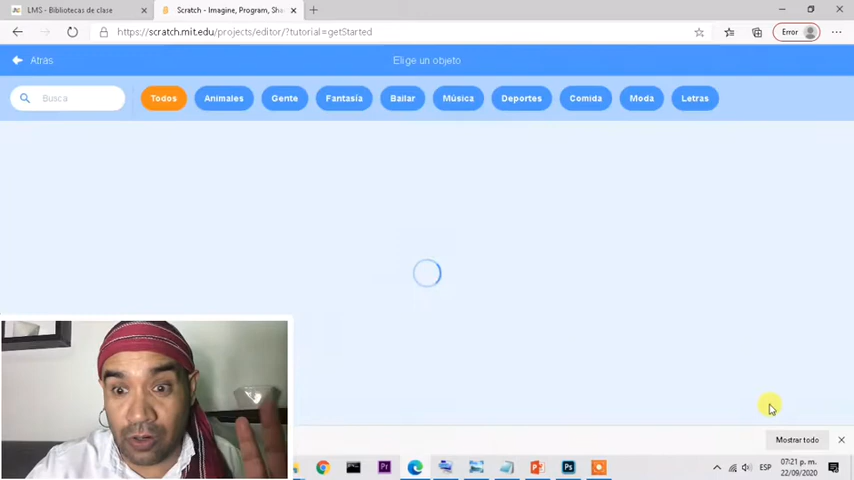 LMS - Bibliotecas de clase
Scratch - Imagine, Program, Sha
https://scratch.mit.edu/projects/editor/?tutorial=getStarted
Error
Atrás
Elige un objeto
Busca
Todos
Animales
Gente
Fantasía
Bailar
Música
Deportes
Comida
Moda
Letras
Mostrar todo
Pr
P
Ps
ESP
07:21 p. m.
22/09/2020